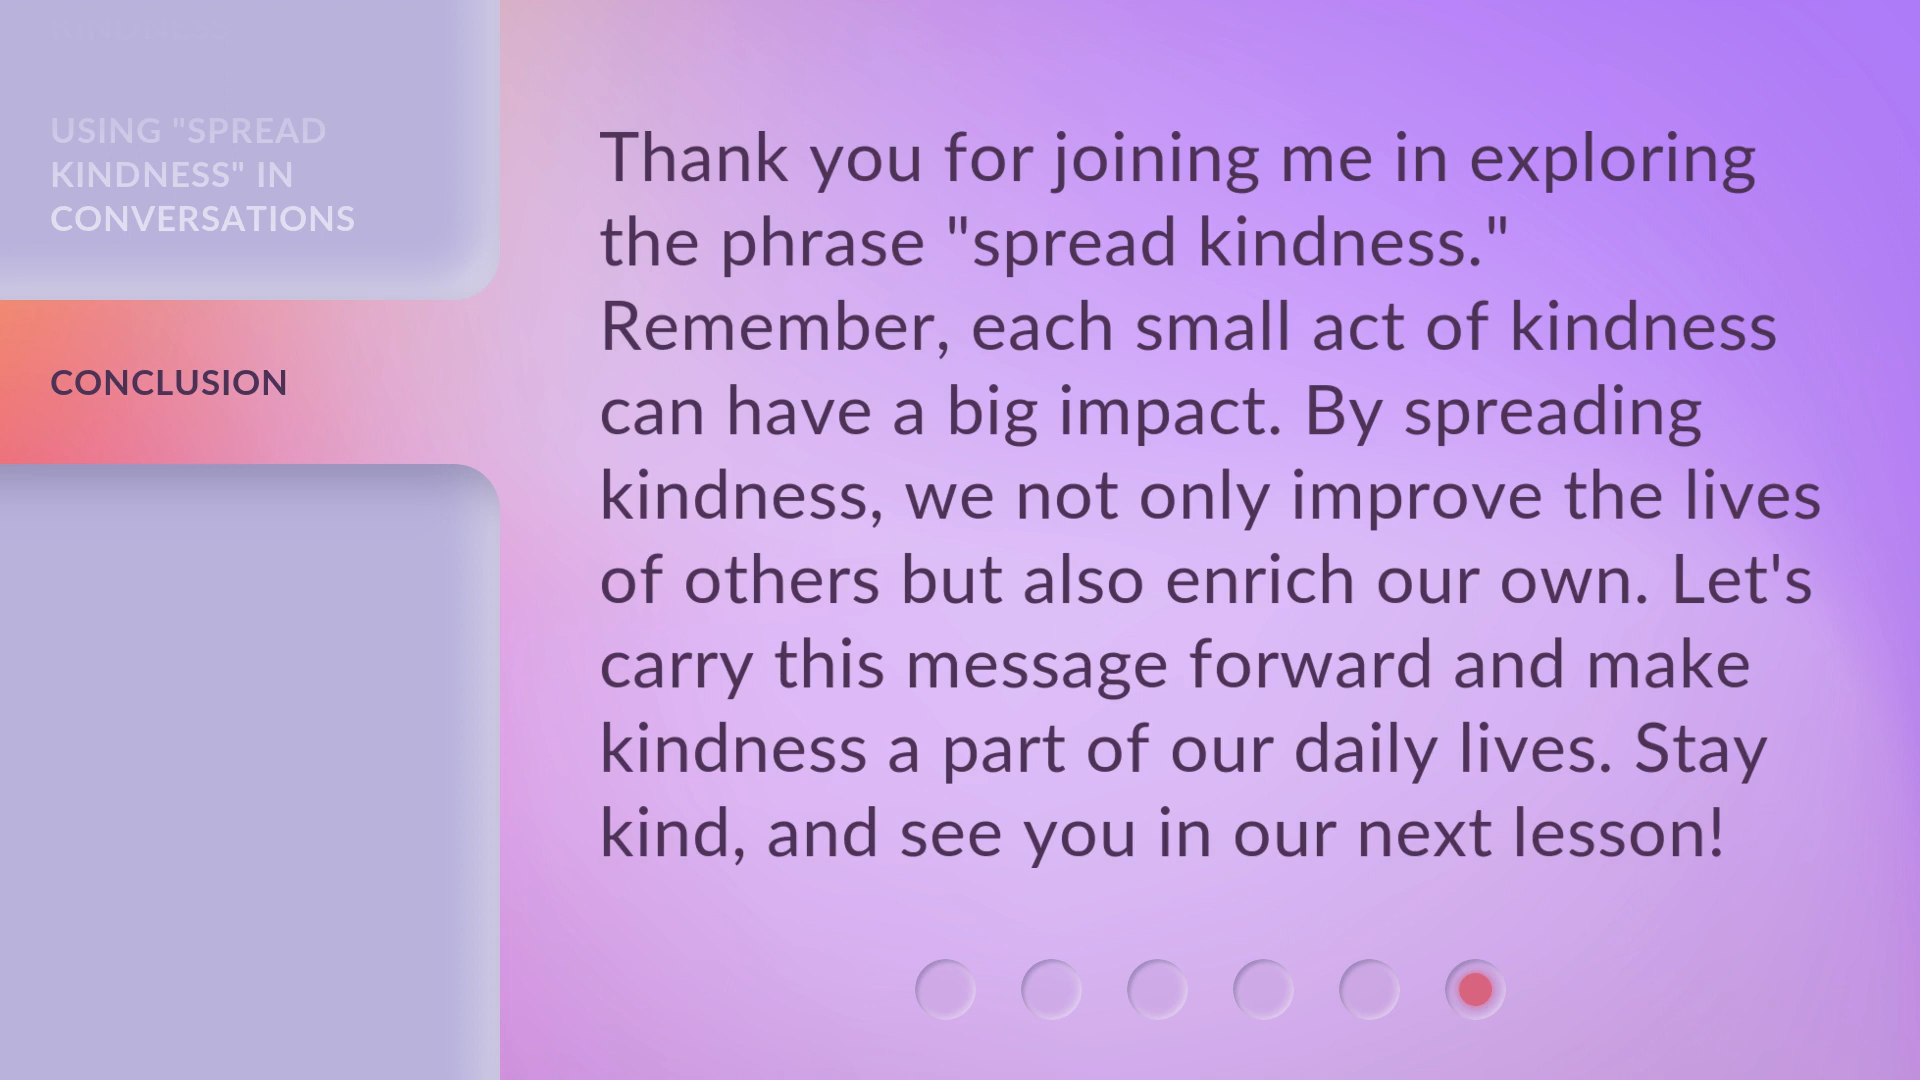 USING "SPREAD
KINDNESS" IN
CONVERSATIONS
CONCLUSION
Thank you for joining me in exploring
the phrase "spread kindness."
Remember, each small act of kindness
can have a big impact. By spreading
kindness, we not only improve the lives
of others but also enrich our own. Let's
carry this message forward and make
kindness a part of our daily lives. Stay
kind, and see you in our next lesson!